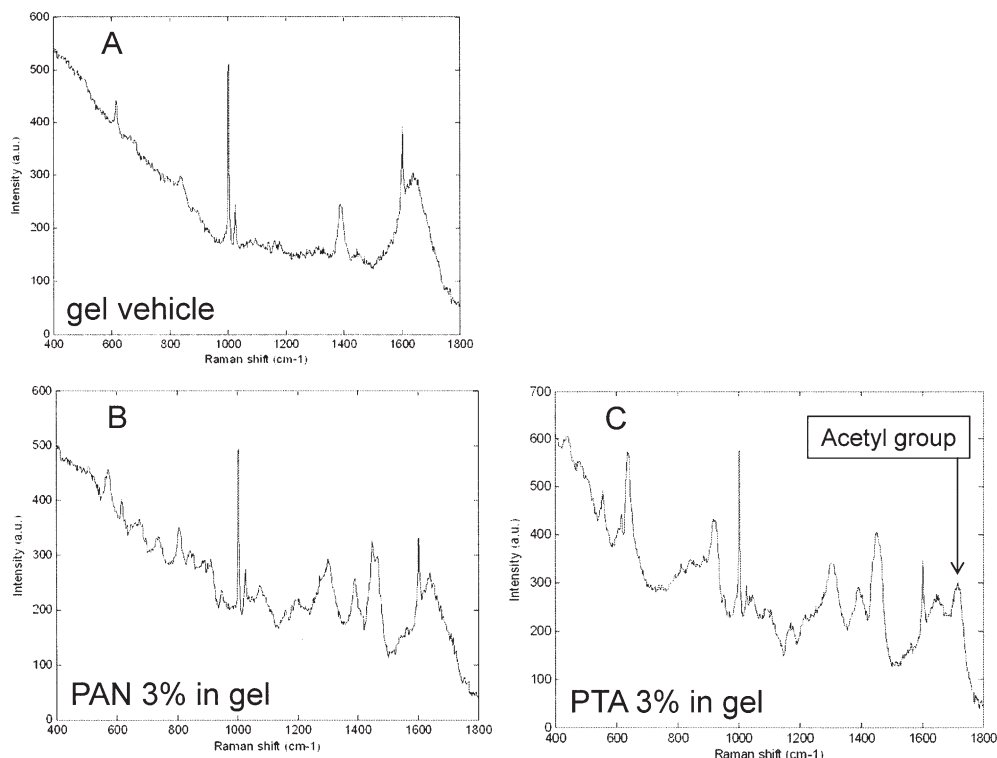 A
600
500
400
300
200
100
0
Intensity (a.u.)
gel vehicle
400 600 800 1000 1200 1400 1600 1800
Raman shift (cm-1)
B
600
500
400
300
200
100
0
Intensity (a.u.)
PAN 3% in gel
400 600 800 1000 1200 1400 1600 1800
Raman shift (cm-1)
C
Acetyl group
700
600
500
400
300
200
100
0
Intensity (a.u.)
PTA 3% in gel
400 600 800 1000 1200 1400 1600 1800
Raman shift (cm-1)